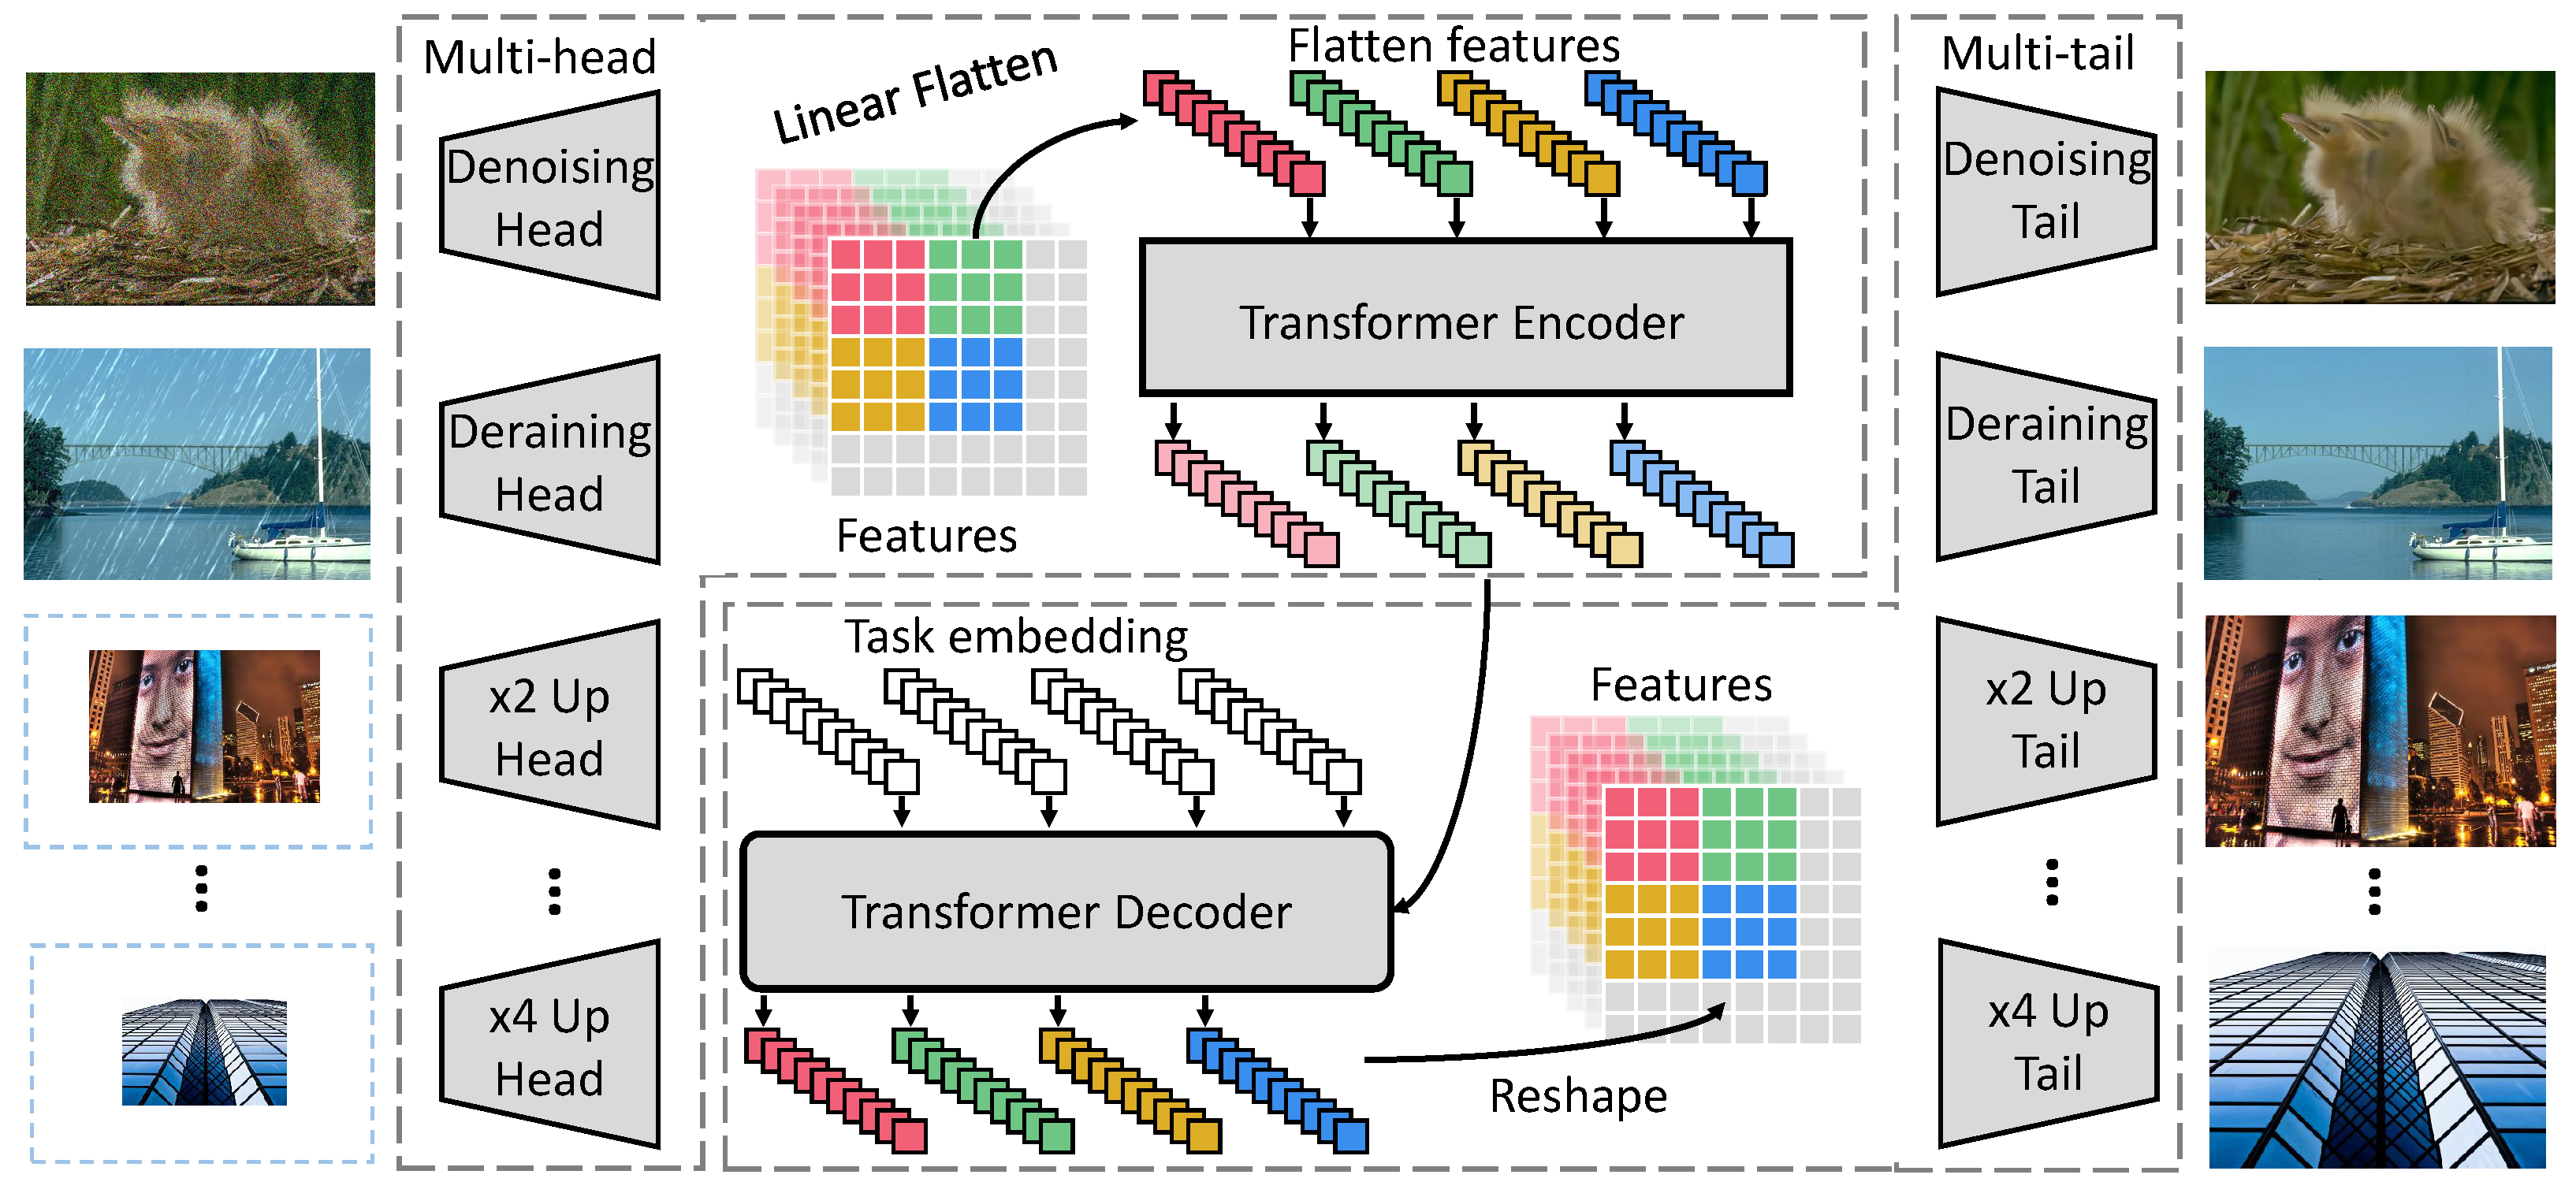 Multi-head
Denoising
Head
Deraining
Head
x2 Up
Head
x4 Up
Head
Linear Flatten
Features
Flatten features
Transformer Encoder
Task embedding
Transformer Decoder
Features
Reshape
Multi-tail
Denoising
Tail
Deraining
Tail
x2 Up
Tail
x4 Up
Tail